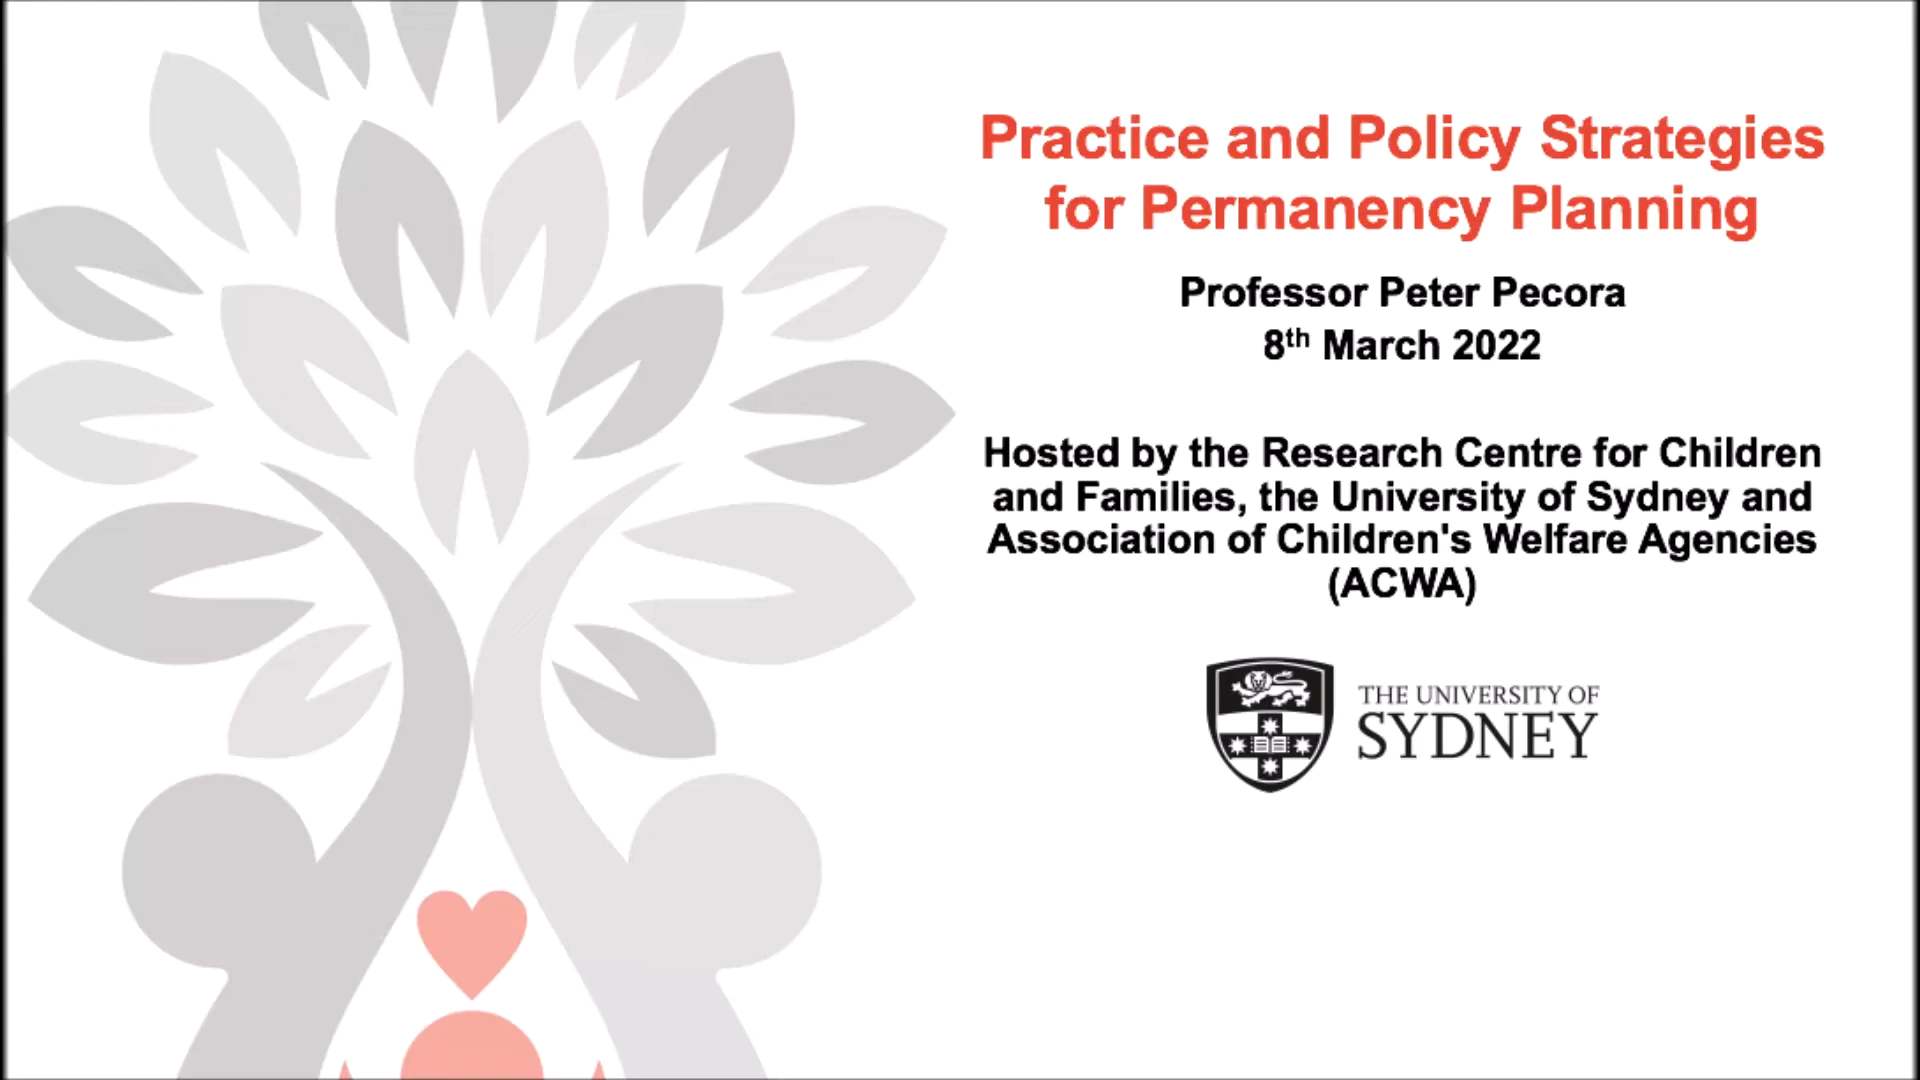 Practice and Policy Strategies
for Permanency Planning
Professor Peter Pecora
8th March 2022
Hosted by the Research Centre for Children
and Families, the University of Sydney and
Association of Children's Welfare Agencies
(ACWA)
THE UNIVERSITY OF
SYDNEY